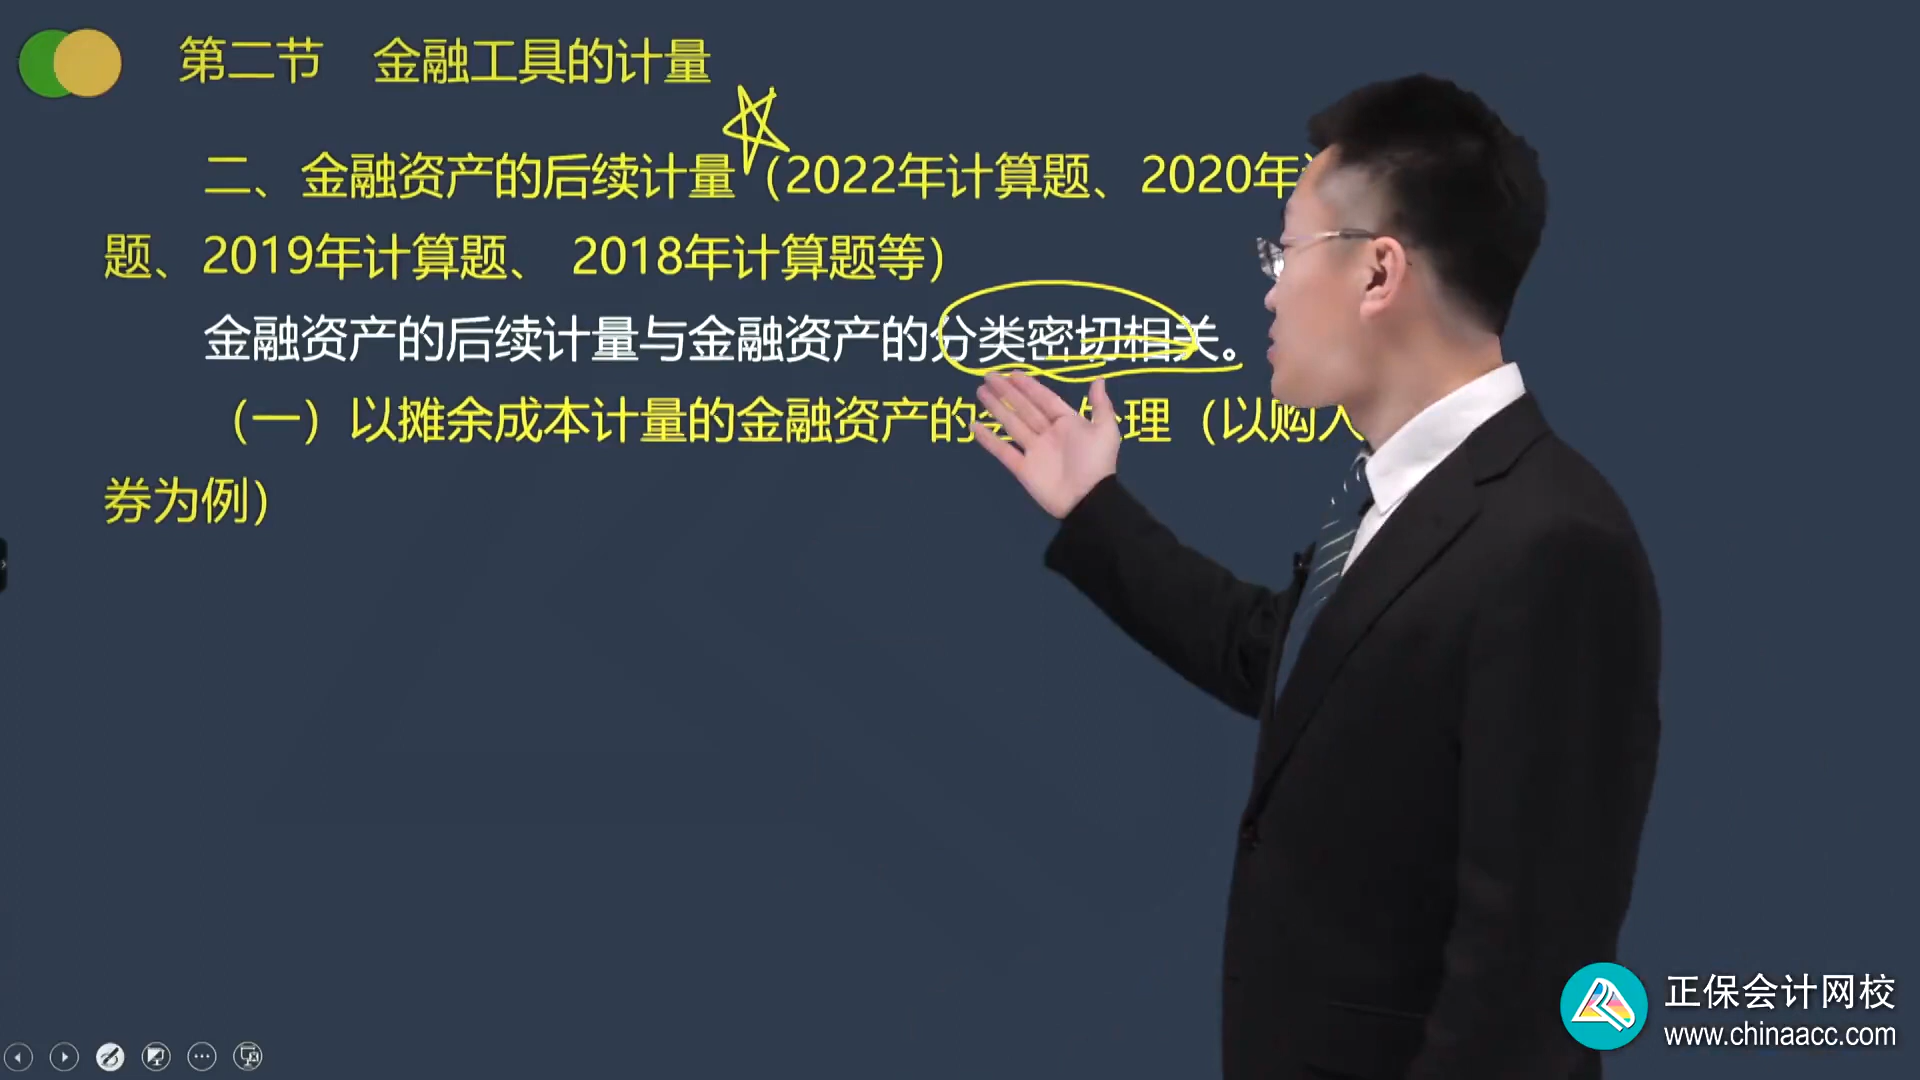 第二节 金融工具的计量
二、金融资产的后续计量（2022年计算题、2020年
题、2019年计算题、 2018年计算题等）
金融资产的后续计量与金融资产的分类密切相关。
（一）以摊余成本计量的金融资产的 处理（以购入
券为例）
正保会计网校
www.chinaacc.com